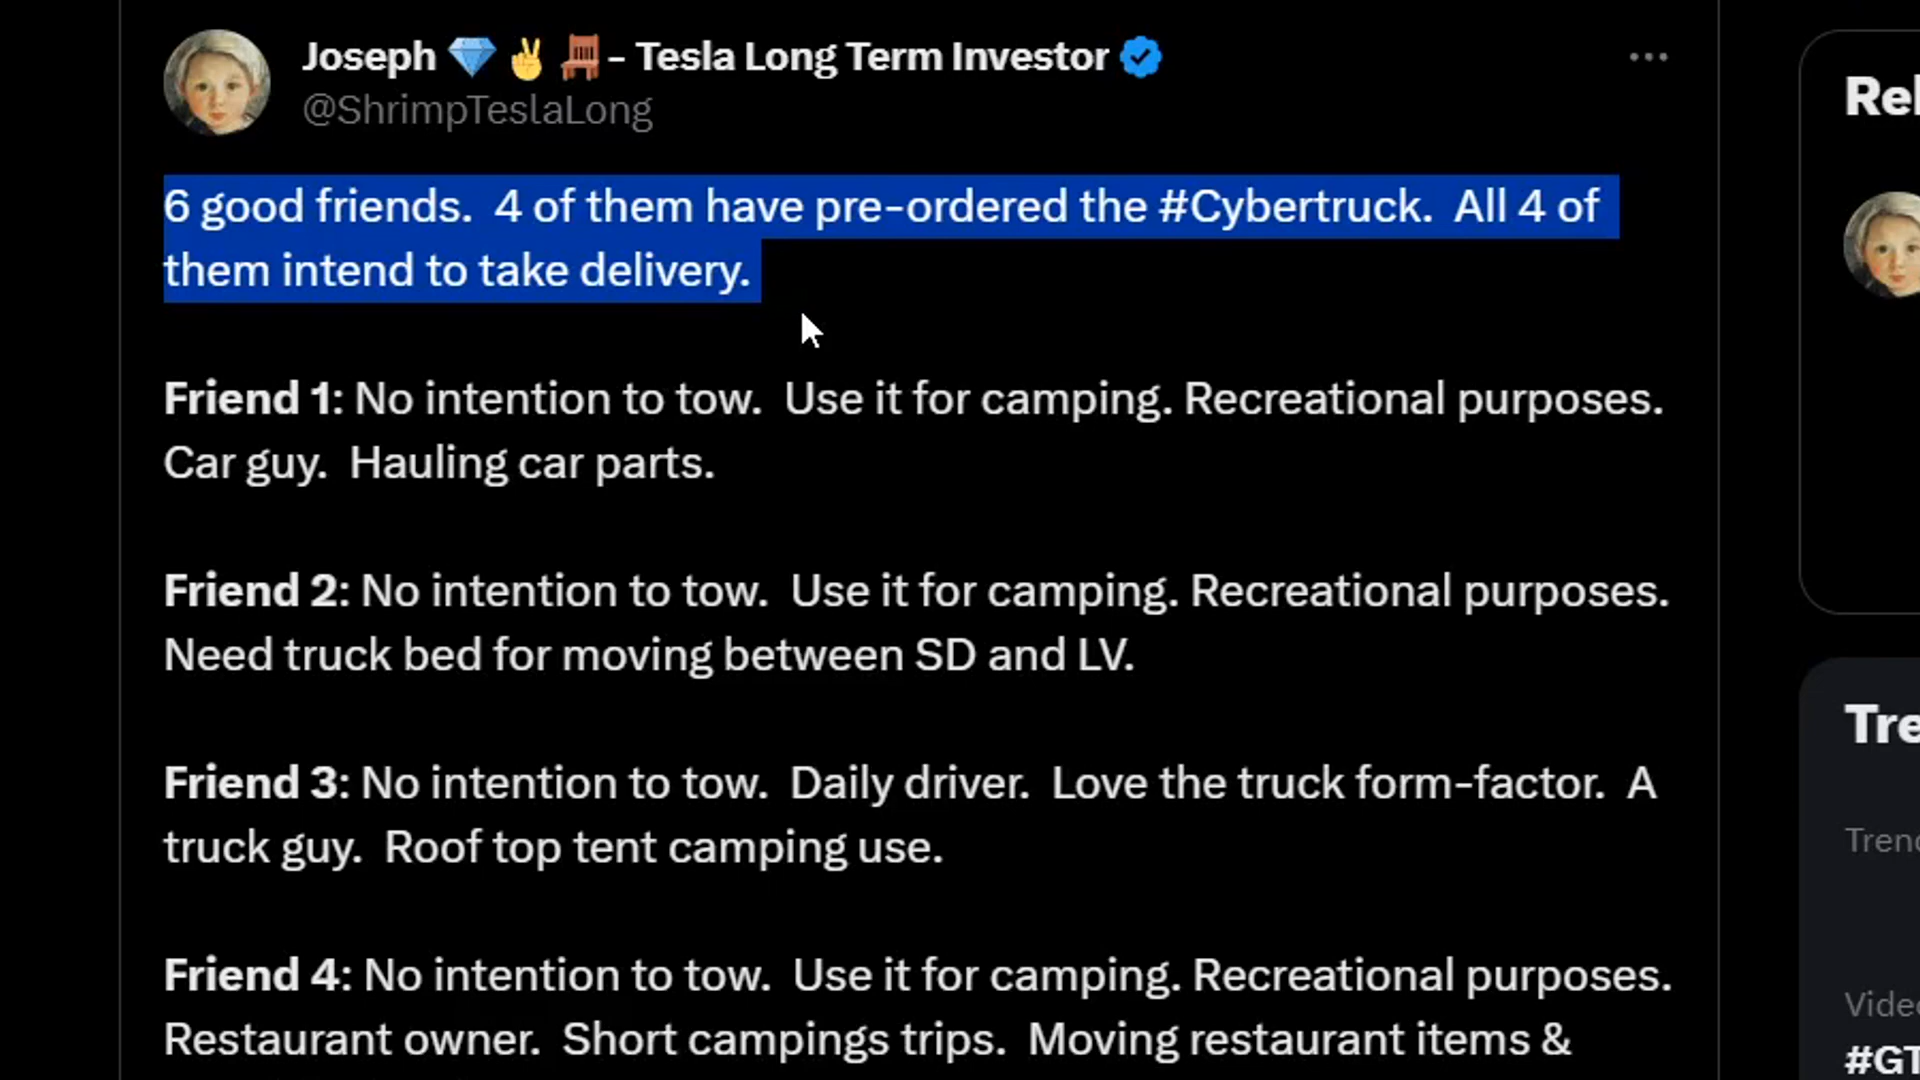 Joseph 💎✌️🪑 – Tesla Long Term Investor
@ShrimpTeslaLong
6 good friends.  4 of them have pre-ordered the #Cybertruck.  All 4 of
them intend to take delivery.
Friend 1: No intention to tow.  Use it for camping. Recreational purposes.
Car guy.  Hauling car parts.
Friend 2: No intention to tow.  Use it for camping. Recreational purposes.
Need truck bed for moving between SD and LV.
Friend 3: No intention to tow.  Daily driver.  Love the truck form-factor.  A
truck guy.  Roof top tent camping use.
Friend 4: No intention to tow.  Use it for camping. Recreational purposes.
Restaurant owner.  Short campings trips.  Moving restaurant items &